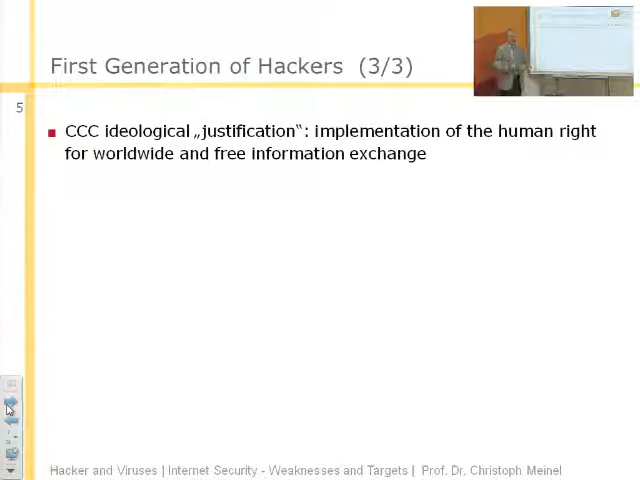 First Generation of Hackers (3/3)
5
CCC ideological „justification“: implementation of the human right
for worldwide and free information exchange
Hacker and Viruses | Internet Security - Weaknesses and Targets | Prof. Dr. Christoph Meinel